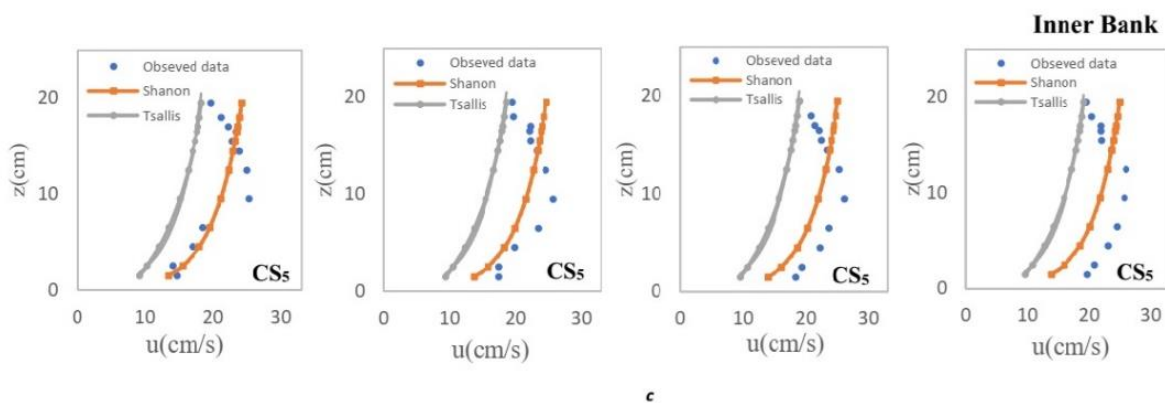 Inner Bank
Obseved data
Shanon
Tsallis
20
10
0
z(cm)
CS₅
0 10 20 30
u(cm/s)
Obseved data
Shanon
Tsallis
20
10
0
z(cm)
CS₅
0 10 20 30
u(cm/s)
Obseved data
Shanon
Tsallis
20
10
0
z(cm)
CS₅
0 10 20 30
u(cm/s)
Obseved data
Shanon
Tsallis
20
10
0
z(cm)
CS₅
0 10 20 30
u(cm/s)
c